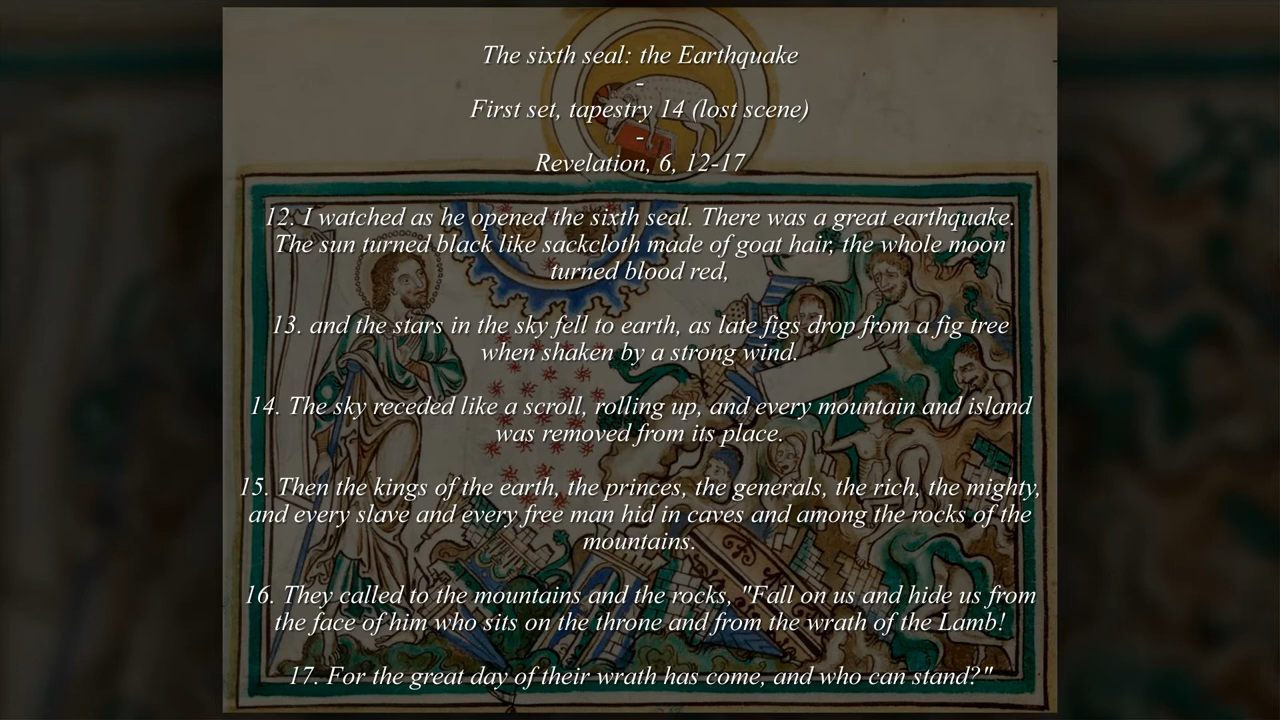 The sixth seal: the Earthquake
-
First set, tapestry 14 (lost scene)
-
Revelation, 6, 12-17
12. I watched as he opened the sixth seal. There was a great earthquake.
The sun turned black like sackcloth made of goat hair, the whole moon
turned blood red,
13. and the stars in the sky fell to earth, as late figs drop from a fig tree
when shaken by a strong wind.
14. The sky receded like a scroll, rolling up, and every mountain and island
was removed from its place.
15. Then the kings of the earth, the princes, the generals, the rich, the mighty,
and every slave and every free man hid in caves and among the rocks of the
mountains.
16. They called to the mountains and the rocks, "Fall on us and hide us from
the face of him who sits on the throne and from the wrath of the Lamb!
17. For the great day of their wrath has come, and who can stand?"